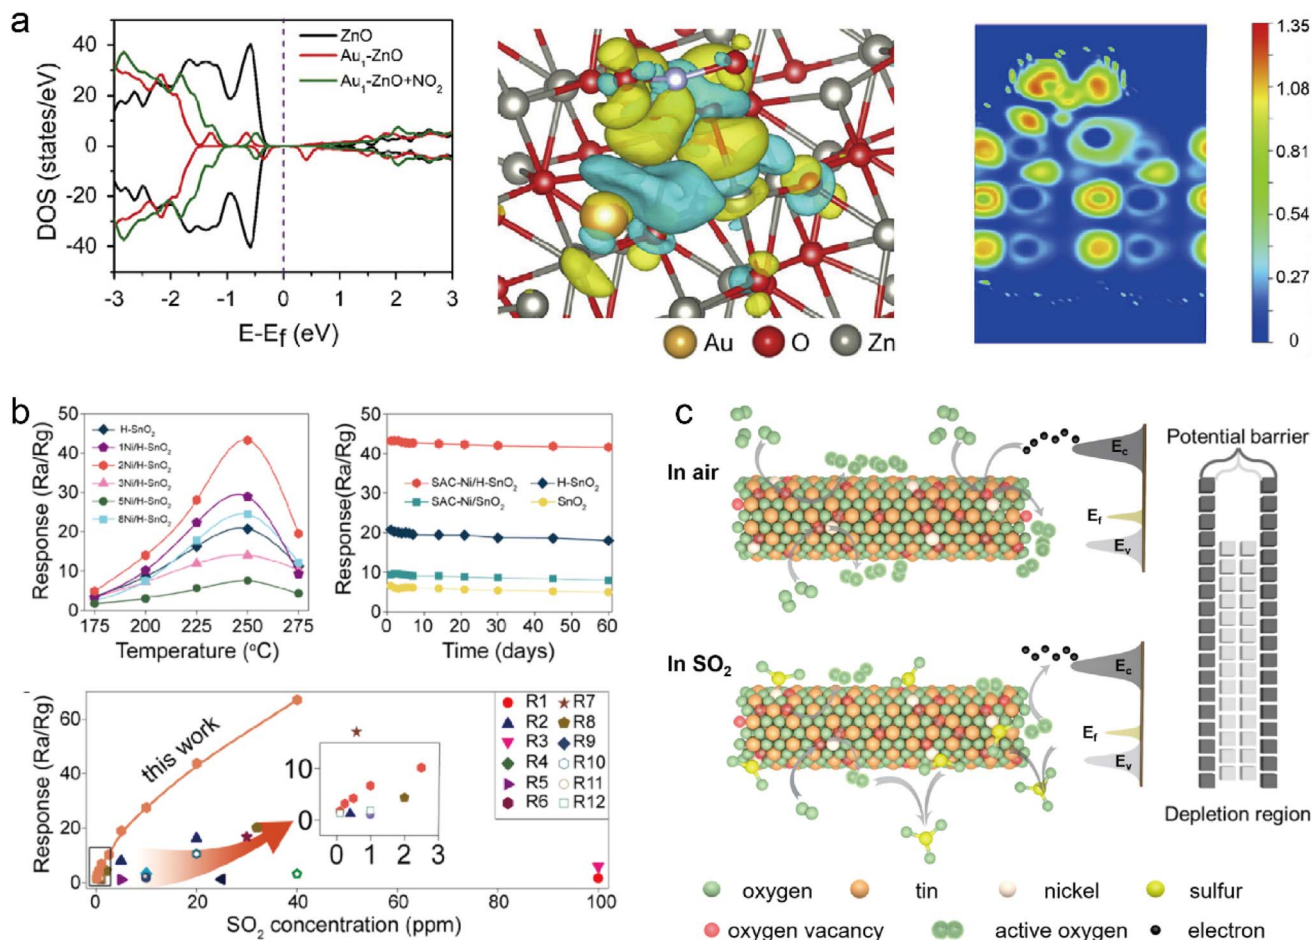 a
40
20
0
-20
-40
DOS (states/eV)
ZnO
Au₁-ZnO
Au₁-ZnO+NO₂
-3 -2 -1 0 1 2 3
E-Ef (eV)
Au O Zn
1.35
1.08
0.81
0.54
0.27
0
b
50
40
30
20
10
0
Response (Ra/Rg)
H-SnO₂
1Ni/H-SnO₂
2Ni/H-SnO₂
3Ni/H-SnO₂
5Ni/H-SnO₂
8Ni/H-SnO₂
175 200 225 250 275
Temperature (°C)
50
40
30
20
10
0
Response(Ra/Rg)
SAC-Ni/H-SnO₂ H-SnO₂
SAC-Ni/SnO₂ SnO₂
0 10 20 30 40 50 60
Time (days)
60
40
20
0
Response (Ra/Rg)
this work
10
0
0 1 2 3
R1 R7
R2 R8
R3 R9
R4 R10
R5 R11
R6 R12
0 20 40 60 80 100
SO₂ concentration (ppm)
c
In air
Ec
Ef
Ev
Potential barrier
In SO₂
Ec
Ef
Ev
Depletion region
oxygen tin nickel sulfur
oxygen vacancy active oxygen electron